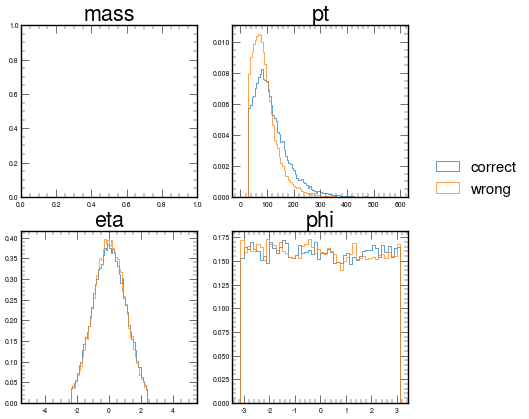 mass
1.0
0.8
0.6
0.4
0.2
0.0
0.0 0.2 0.4 0.6 0.8 1.0
pt
0.010
0.008
0.006
0.004
0.002
0.000
0 100 200 300 400 500 600
correct
wrong
eta
0.40
0.35
0.30
0.25
0.20
0.15
0.10
0.05
0.00
-4 -2 0 2 4
phi
0.175
0.150
0.125
0.100
0.075
0.050
0.025
0.000
-3 -2 -1 0 1 2 3